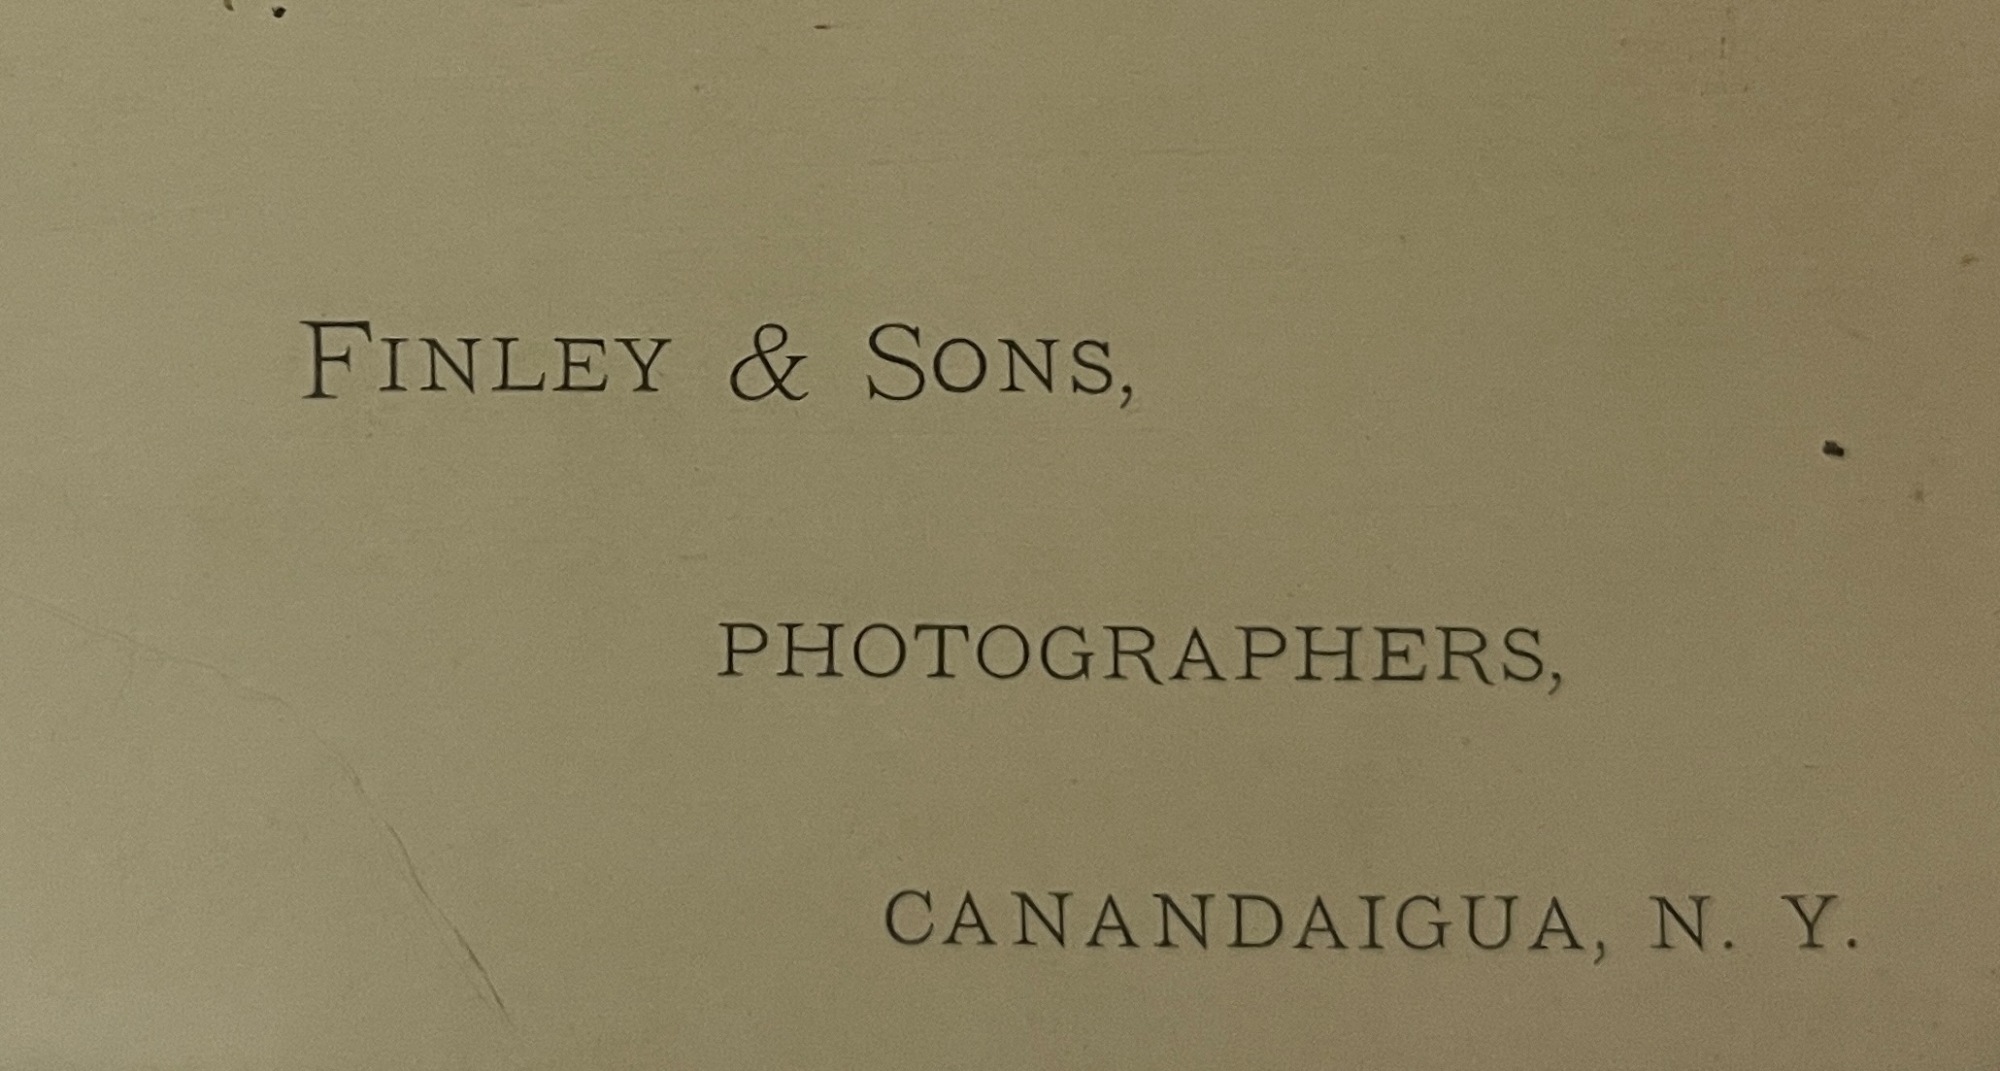 Finley & Sons,
PHOTOGRAPHERS,
CANANDAIGUA, N. Y.